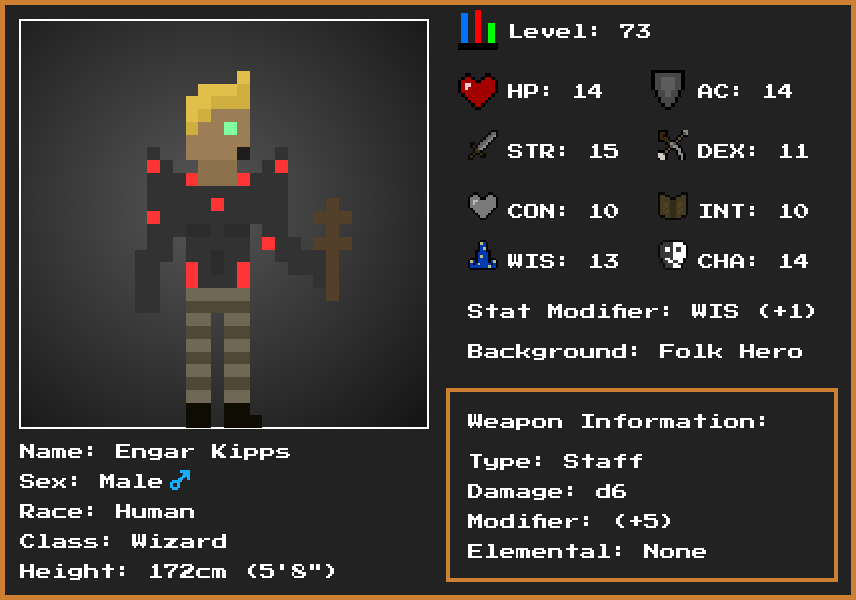 Level: 73
HP: 14
AC: 14
STR: 15
DEX: 11
CON: 10
INT: 10
WIS: 13
CHA: 14
Stat Modifier: WIS (+1)
Background: Folk Hero
Weapon Information:
Type: Staff
Damage: d6
Modifier: (+5)
Elemental: None
Name: Engar Kipps
Sex: Male♂
Race: Human
Class: Wizard
Height: 172cm (5'8")